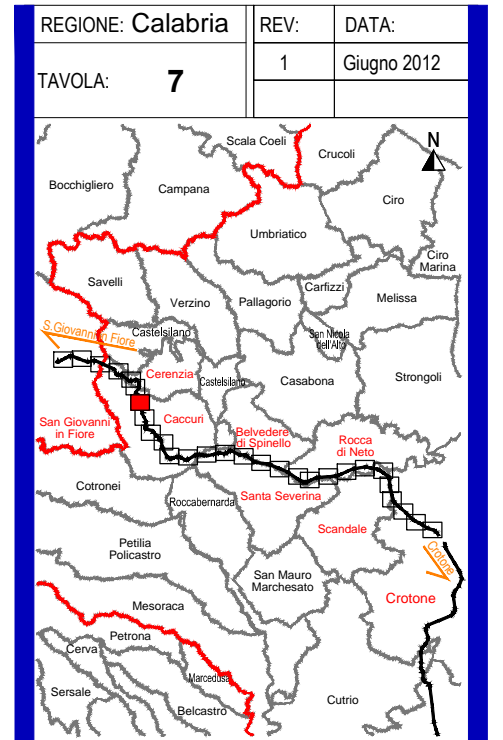 REGIONE: Calabria
REV:
DATA:
TAVOLA: 7
1
Giugno 2012
N
Scala Coeli
Crucoli
Bocchigliero
Campana
Ciro
Umbriatico
Ciro
Marina
Savelli
Verzino
Pallagorio
Carfizzi
Melissa
S.Giovanni in Fiore
Castelsilano
San Nicola
dell'Alto
Cerenzia
Castelsilano
Casabona
Strongoli
San Giovanni
in Fiore
Caccuri
Belvedere
di Spinello
Rocca
di Neto
Cotronei
Roccabernarda
Santa Severina
Scandale
Petilia
Policastro
Crotone
San Mauro
Marchesato
Mesoraca
Crotone
Petrona
Cerva
Marcedusa
Sersale
Belcastro
Cutrio